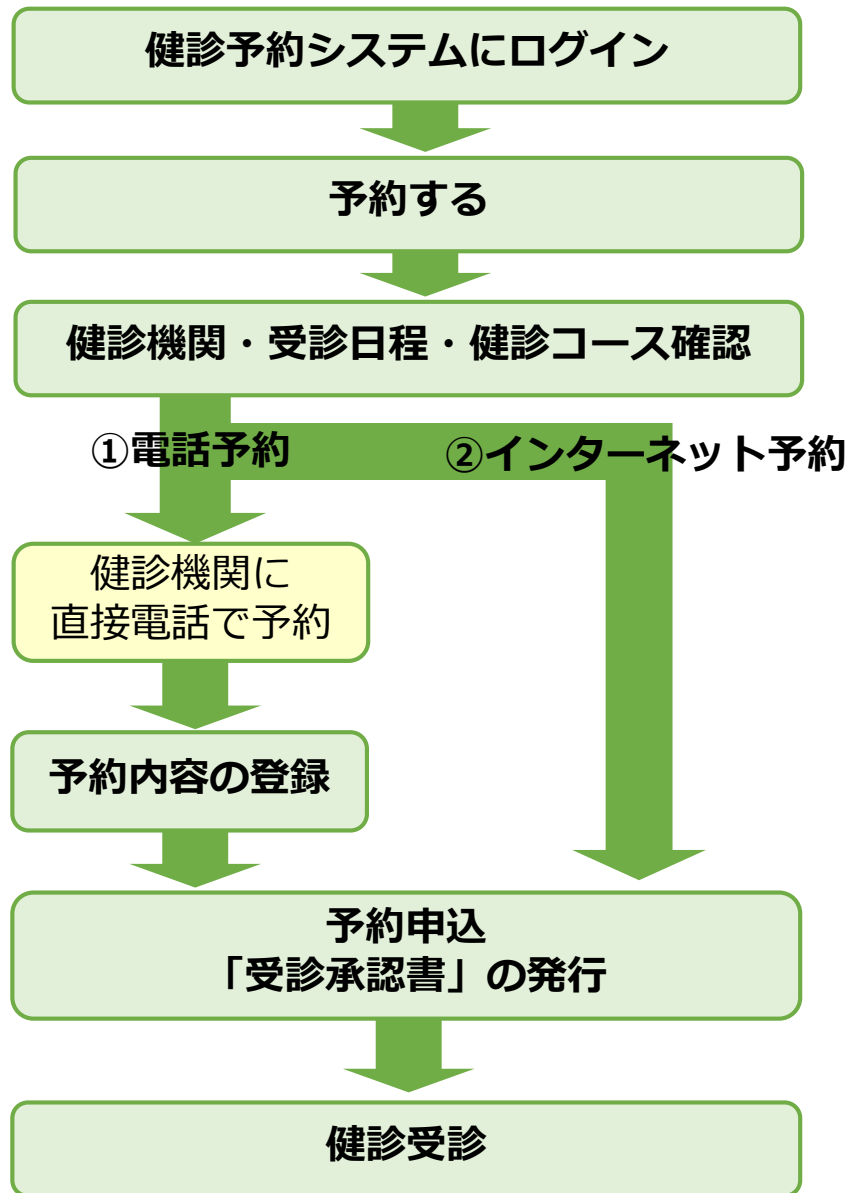 健診予約システムにログイン
予約する
健診機関・受診日程・健診コース確認
①電話予約
②インターネット予約
健診機関に
直接電話で予約
予約内容の登録
予約申込
「受診承認書」の発行
健診受診